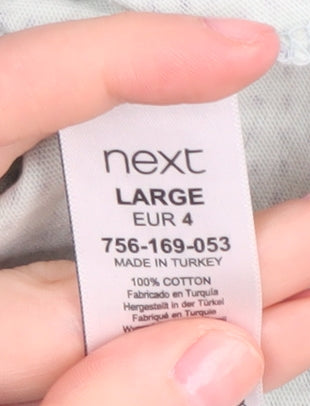 next
LARGE
EUR 4
756-169-053
MADE IN TURKEY
100% COTTON
Fabricado en Turquía
Hergestellt in der Türkei
Fabriqué en Turquie